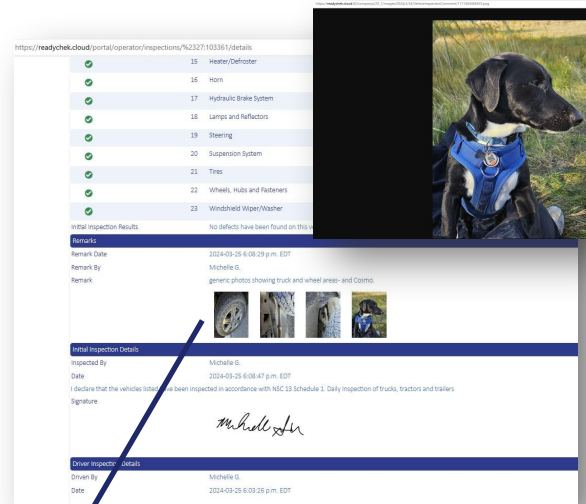 https://readychek.cloud/portal/operator/inspections/%2327:103361/details
15 Heater/Defroster
16 Horn
17 Hydraulic Brake System
18 Lamps and Reflectors
19 Steering
20 Suspension System
21 Tires
22 Wheels, Hubs and Fasteners
23 Windshield Wiper/Washer
Initial Inspection Results No defects have been found on this
Remarks
Remark Date 2024-03-25 6:08:29 p.m. EDT
Remark By Michelle G.
Remark generic photos showing truck and wheel areas- and Cosmo.
Initial Inspection Details
Inspected By Michelle G.
Date 2024-03-25 6:08:47 p.m. EDT
I declare that the vehicles listed have been inspected in accordance with NSC 13 Schedule 1. Daily Inspection of trucks, tractors and trailers
Signature
Driver Inspection Details
Driven By Michelle G.
Date 2024-03-25 6:03:26 p.m. EDT